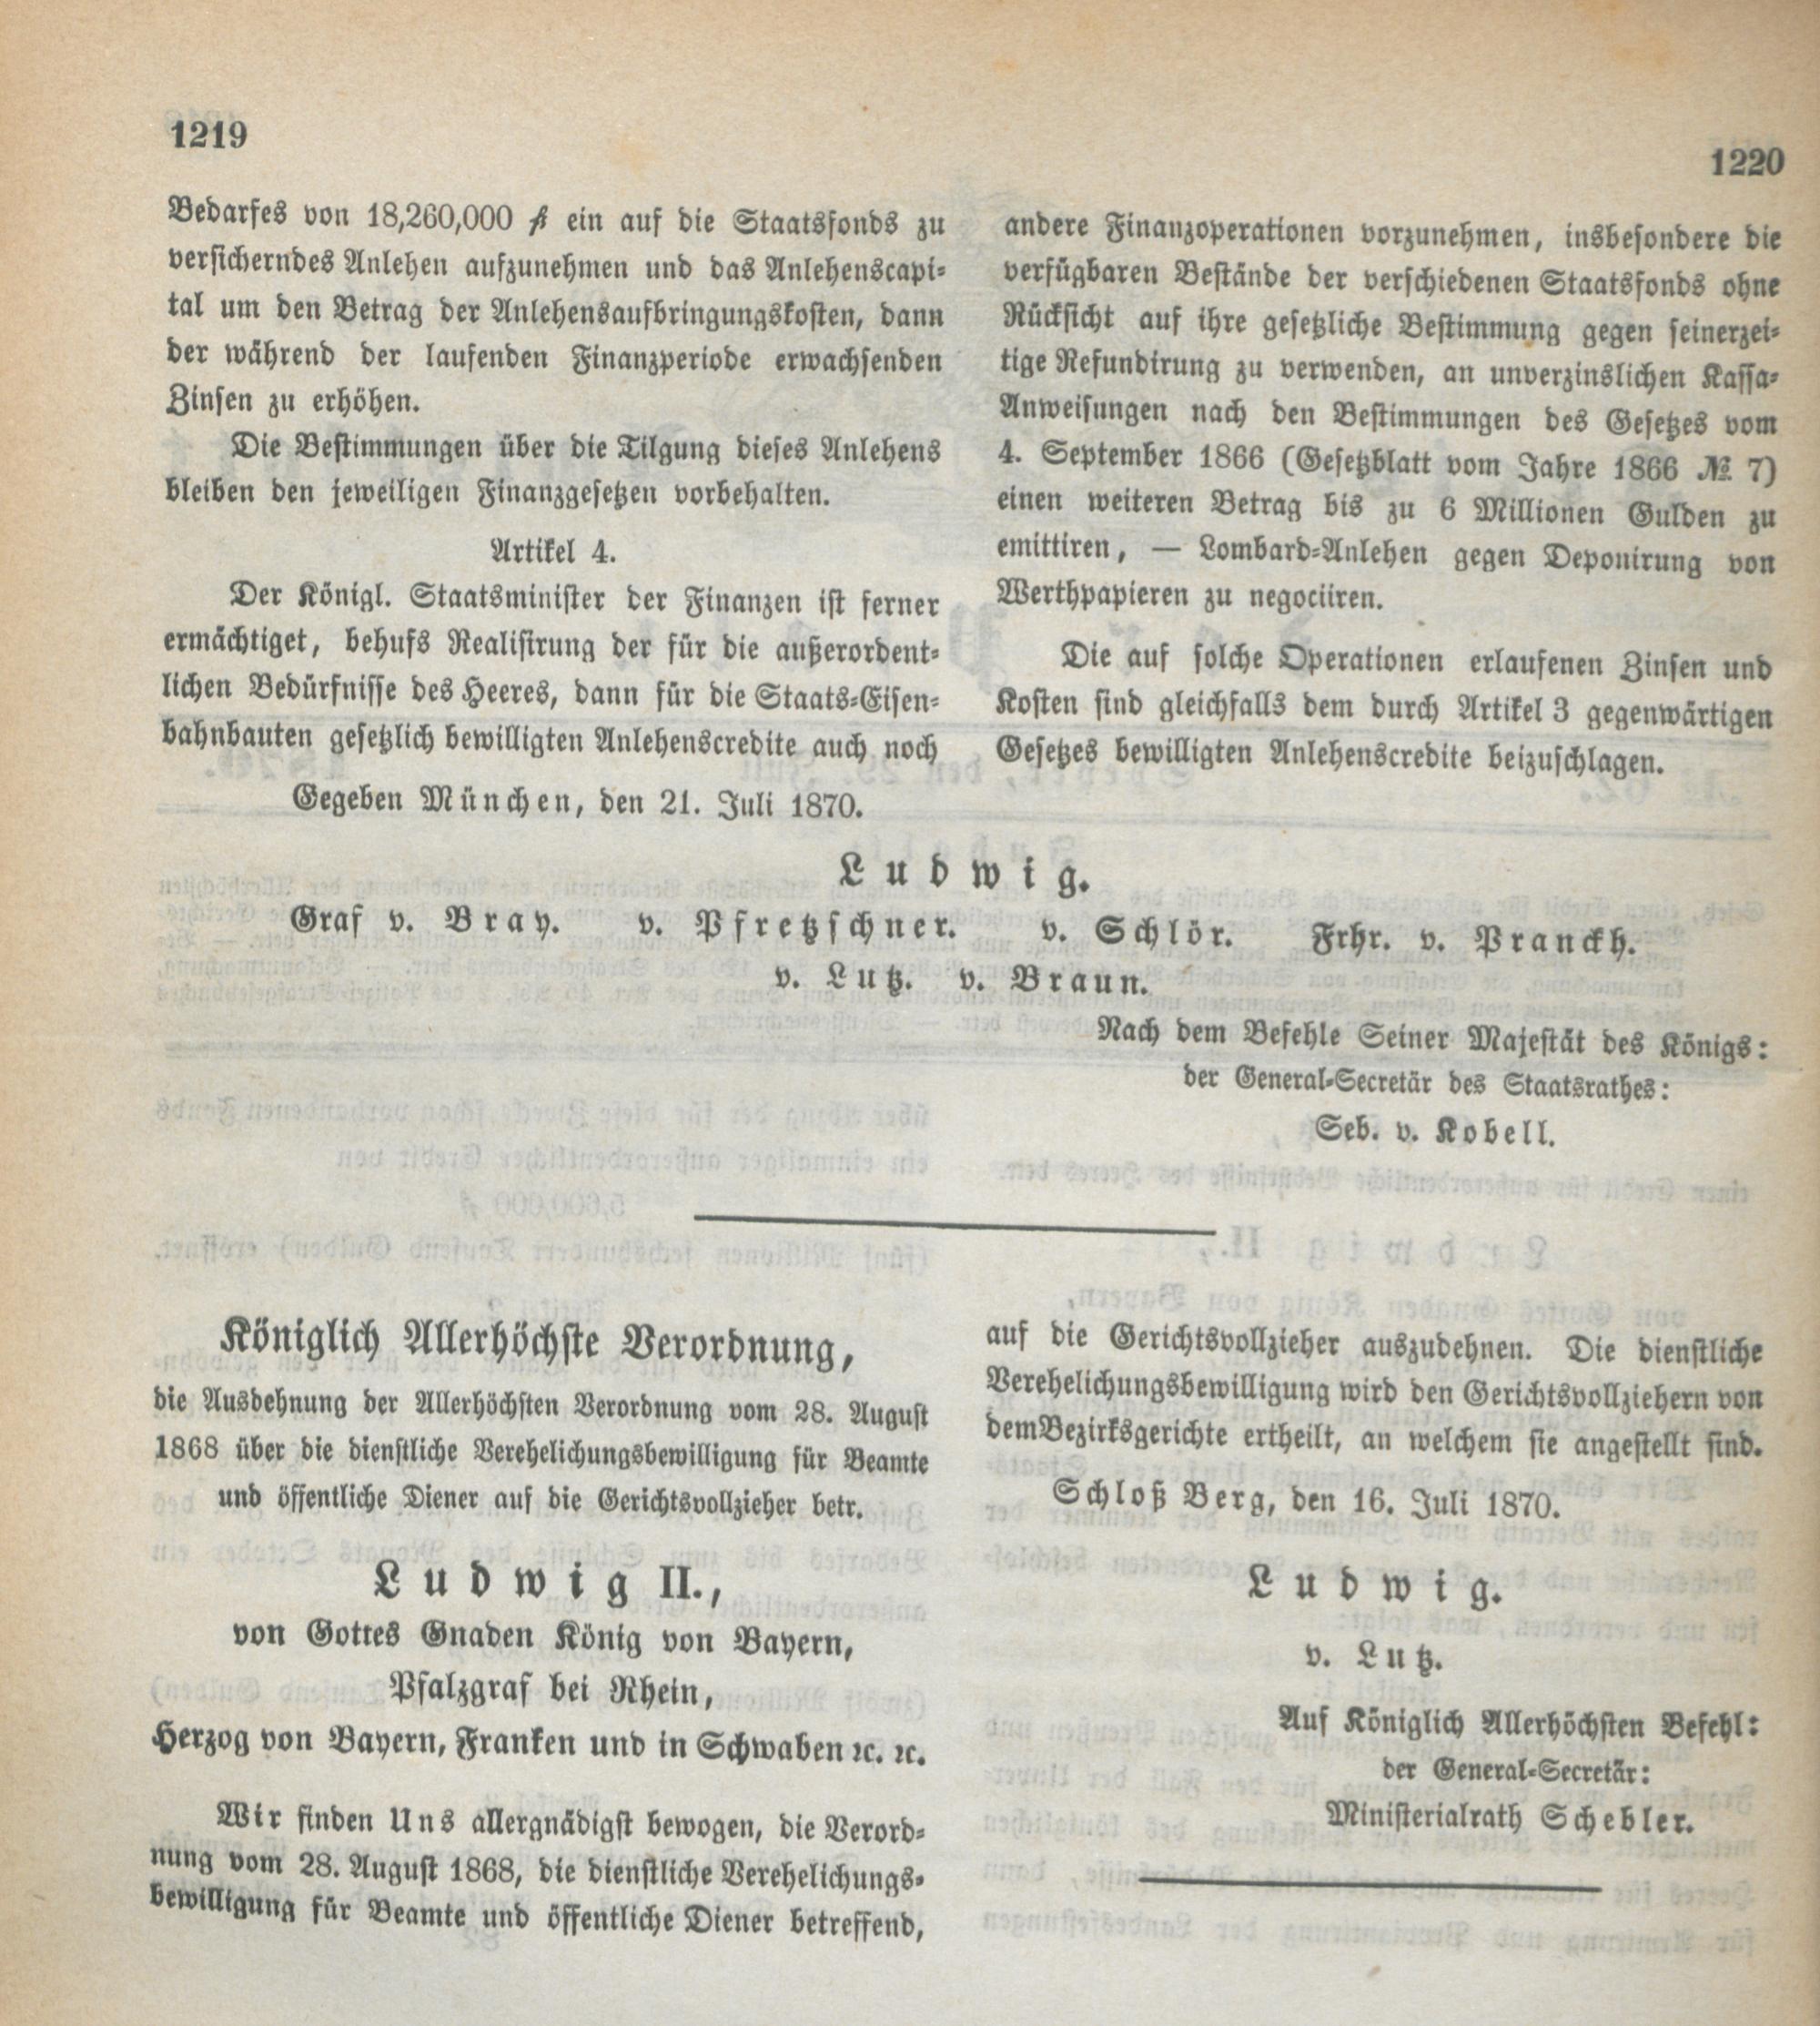 1219
Bedarfes von 18,260,000 fl ein auf die Staatsfonds zu
versicherndes Anlehen aufzunehmen und das Anlehenscapi-
tal um den Betrag der Anlehensaufbringungskosten, dann
der während der laufenden Finanzperiode erwachsenden
Zinsen zu erhöhen.
Die Bestimmungen über die Tilgung dieses Anlehens
bleiben den jeweiligen Finanzgesetzen vorbehalten.
Artikel 4.
Der Königl. Staatsminister der Finanzen ist ferner
ermächtiget, behufs Realisirung der für die außerordent-
lichen Bedürfnisse des Heeres, dann für die Staats-Eisen-
bahnbauten gesetzlich bewilligten Anlehenscredite auch noch
1220
andere Finanzoperationen vorzunehmen, insbesondere die
verfügbaren Bestände der verschiedenen Staatsfonds ohne
Rücksicht auf ihre gesetzliche Bestimmung gegen seinerzei-
tige Refundirung zu verwenden, an unverzinslichen Kassa-
Anweisungen nach den Bestimmungen des Gesetzes vom
4. September 1866 (Gesetzblatt vom Jahre 1866 № 7)
einen weiteren Betrag bis zu 6 Millionen Gulden zu
emittiren, — Lombard-Anlehen gegen Deponirung von
Werthpapieren zu negociiren.
Die auf solche Operationen erlaufenen Zinsen und
Kosten sind gleichfalls dem durch Artikel 3 gegenwärtigen
Gesetzes bewilligten Anlehenscredite beizuschlagen.
Gegeben München, den 21. Juli 1870.
Ludwig.
Graf v. Bray. v. Pfretzschner. v. Schlör. Frhr. v. Pranckh.
v. Lutz. v. Braun.
Nach dem Befehle Seiner Majestät des Königs:
der General-Secretär des Staatsrathes:
Seb. v. Kobell.
Königlich Allerhöchste Verordnung,
die Ausdehnung der Allerhöchsten Verordnung vom 28. August
1868 über die dienstliche Verehelichungsbewilligung für Beamte
und öffentliche Diener auf die Gerichtsvollzieher betr.
Ludwig II.,
von Gottes Gnaden König von Bayern,
Pfalzgraf bei Rhein,
Herzog von Bayern, Franken und in Schwaben ꝛc. ꝛc.
Wir finden Uns allergnädigst bewogen, die Verord-
nung vom 28. August 1868, die dienstliche Verehelichungs-
bewilligung für Beamte und öffentliche Diener betreffend,
auf die Gerichtsvollzieher auszudehnen. Die dienstliche
Verehelichungsbewilligung wird den Gerichtsvollziehern von
dem Bezirksgerichte ertheilt, an welchem sie angestellt sind.
Schloß Berg, den 16. Juli 1870.
Ludwig.
v. Lutz.
Auf Königlich Allerhöchsten Befehl:
der General-Secretär:
Ministerialrath Schebler.